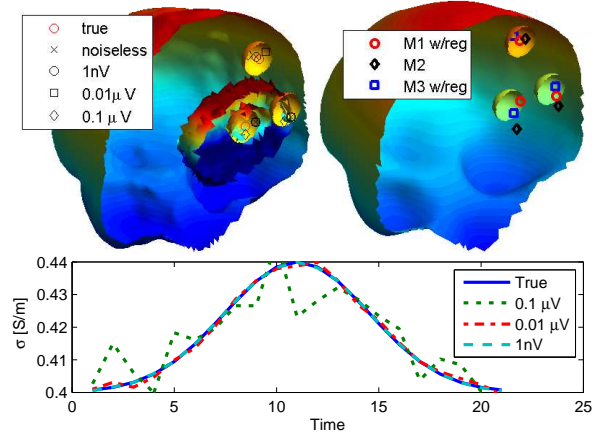 true
noiseless
1nV
0.01μ V
0.1 μ V
M1 w/reg
M2
M3 w/reg
0.44
0.43
0.42
0.41
0.4
σ [S/m]
True
0.1 μV
0.01 μV
1nV
0 5 10 15 20 25
Time